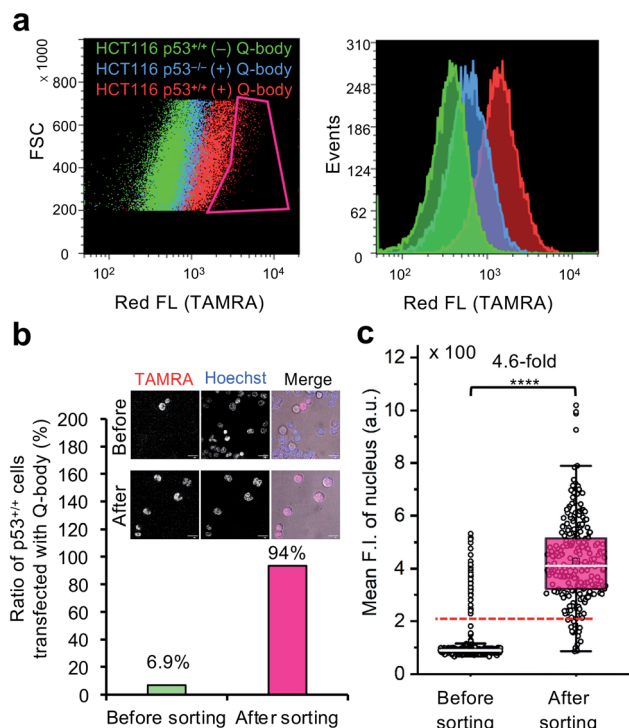 a
HCT116 p53+/+ (–) Q-body
HCT116 p53−/− (+) Q-body
HCT116 p53+/+ (+) Q-body
x 1000
800
600
400
200
0
FSC
10² 10³ 10⁴
Red FL (TAMRA)
310
248
186
124
62
Events
10² 10³ 10⁴
Red FL (TAMRA)
b
TAMRA Hoechst Merge
Before
After
200
180
160
140
120
100
80
60
40
20
0
Ratio of p53+/+ cells
transfected with Q-body (%)
6.9%
94%
Before sorting After sorting
c
x 100
4.6-fold
****
12
10
8
6
4
2
0
Mean F.I. of nucleus (a.u.)
Before After
sorting sorting